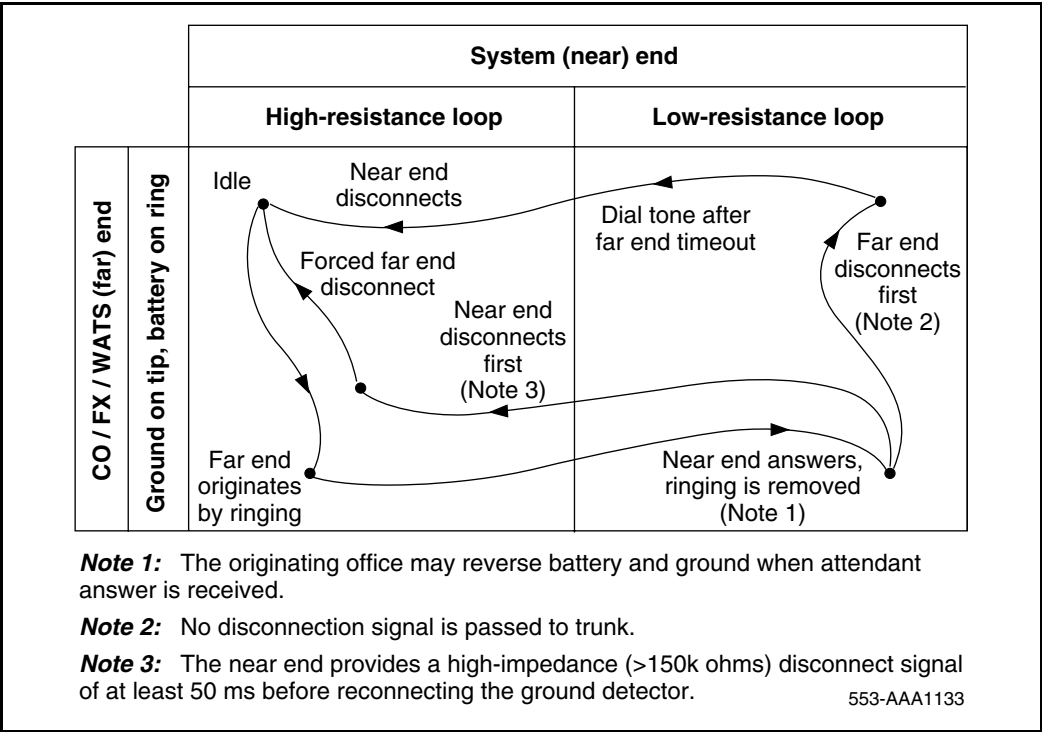 System (near) end
High-resistance loop
Low-resistance loop
CO / FX / WATS (far) end
Ground on tip, battery on ring
Idle
Near end
disconnects
Dial tone after
far end timeout
Far end
disconnects
first
(Note 2)
Forced far end
disconnect
Near end
disconnects
first
(Note 3)
Far end
originates
by ringing
Near end answers,
ringing is removed
(Note 1)
Note 1: The originating office may reverse battery and ground when attendant
answer is received.
Note 2: No disconnection signal is passed to trunk.
Note 3: The near end provides a high-impedance (>150k ohms) disconnect signal
of at least 50 ms before reconnecting the ground detector.
553-AAA1133